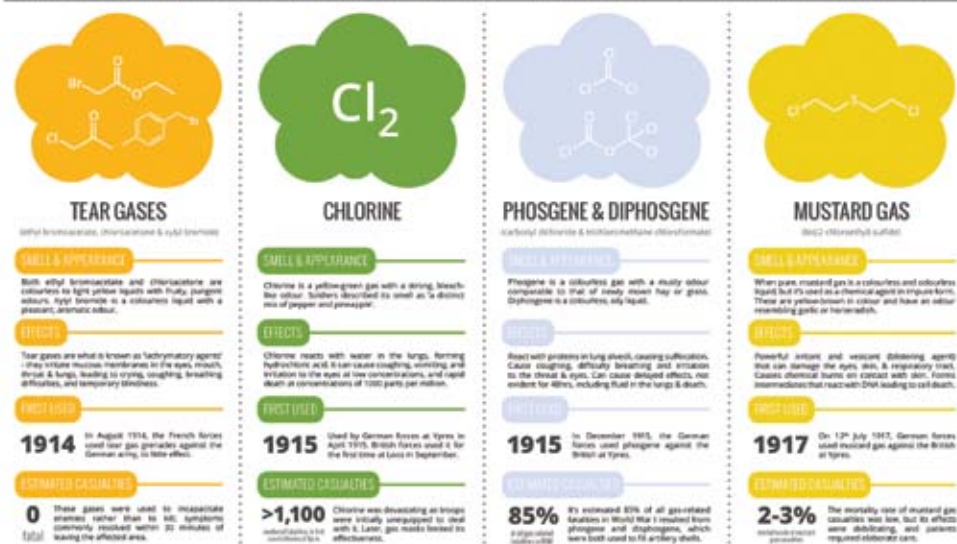 Br
O
O
Cl
O
Br
TEAR GASES
(ethyl bromoacetate, chloroacetone & xylyl bromide)
SMELL & APPEARANCE
Both ethyl bromoacetate and chloroacetone are
colourless to light yellow liquids with fruity, pungent
odours. Xylyl bromide is a colourless liquid with a
pleasant, aromatic odour.
EFFECTS
Tear gases are what is known as 'lachrymatory agents'
- they irritate mucous membranes in the eyes, mouth,
throat & lungs, leading to crying, coughing, breathing
difficulties, and temporary blindness.
FIRST USED
1914
In August 1914, the French forces
used tear gas grenades against the
German army, to little effect.
ESTIMATED CASUALTIES
0
fatal
These gases were used to incapacitate
enemies rather than to kill; symptoms
commonly resolved within 30 minutes of
leaving the affected area.
Cl2
CHLORINE
SMELL & APPEARANCE
Chlorine is a yellow-green gas with a strong, bleach-
like odour. Soldiers described its smell as 'a distinct
mix of pepper and pineapple'.
EFFECTS
Chlorine reacts with water in the lungs, forming
hydrochloric acid. It can cause coughing, vomiting, and
irritation to the eyes at low concentrations, and rapid
death at concentrations of 1000 parts per million.
FIRST USED
1915
Used by German forces at Ypres in
April 1915. British forces used it for
the first time at Loos in September.
ESTIMATED CASUALTIES
>1,100
Chlorine was devastating as troops
were initially unequipped to deal
with it. Later, gas masks limited its
effectiveness.
O
Cl
Cl
O
Cl
O
Cl
Cl
Cl
PHOSGENE & DIPHOSGENE
(carbonyl dichloride & trichloromethane chloroformate)
SMELL & APPEARANCE
Phosgene is a colourless gas with a musty odour
comparable to that of newly mown hay or grass.
Diphosgene is a colourless, oily liquid.
EFFECTS
React with proteins in lung alveoli, causing suffocation.
Cause coughing, difficulty breathing and irritation
to the throat & eyes. Can cause delayed effects, not
evident for 48hrs, including fluid in the lungs & death.
FIRST USED
1915
In December 1915, the German
forces used phosgene against the
British at Ypres.
ESTIMATED CASUALTIES
85%
It's estimated 85% of all gas-related
fatalities in World War I resulted from
phosgene and diphosgene, which
were both used to fill artillery shells.
Cl
S
Cl
MUSTARD GAS
(bis(2-chloroethyl) sulfide)
SMELL & APPEARANCE
When pure, mustard gas is a colourless and odourless
liquid, but it's used as a chemical agent in impure form.
These are yellow-brown in colour and have an odour
resembling garlic or horseradish.
EFFECTS
Powerful irritant and vesicant (blistering agent)
that can damage the eyes, skin, & respiratory tract.
Causes chemical burns on contact with skin. Forms
intermediates that react with DNA leading to cell death.
FIRST USED
1917
On 12th July 1917, German forces
used mustard gas against the British
at Ypres.
ESTIMATED CASUALTIES
2-3%
The mortality rate of mustard gas
casualties was low, but its effects
were debilitating, and patients
required elaborate care.